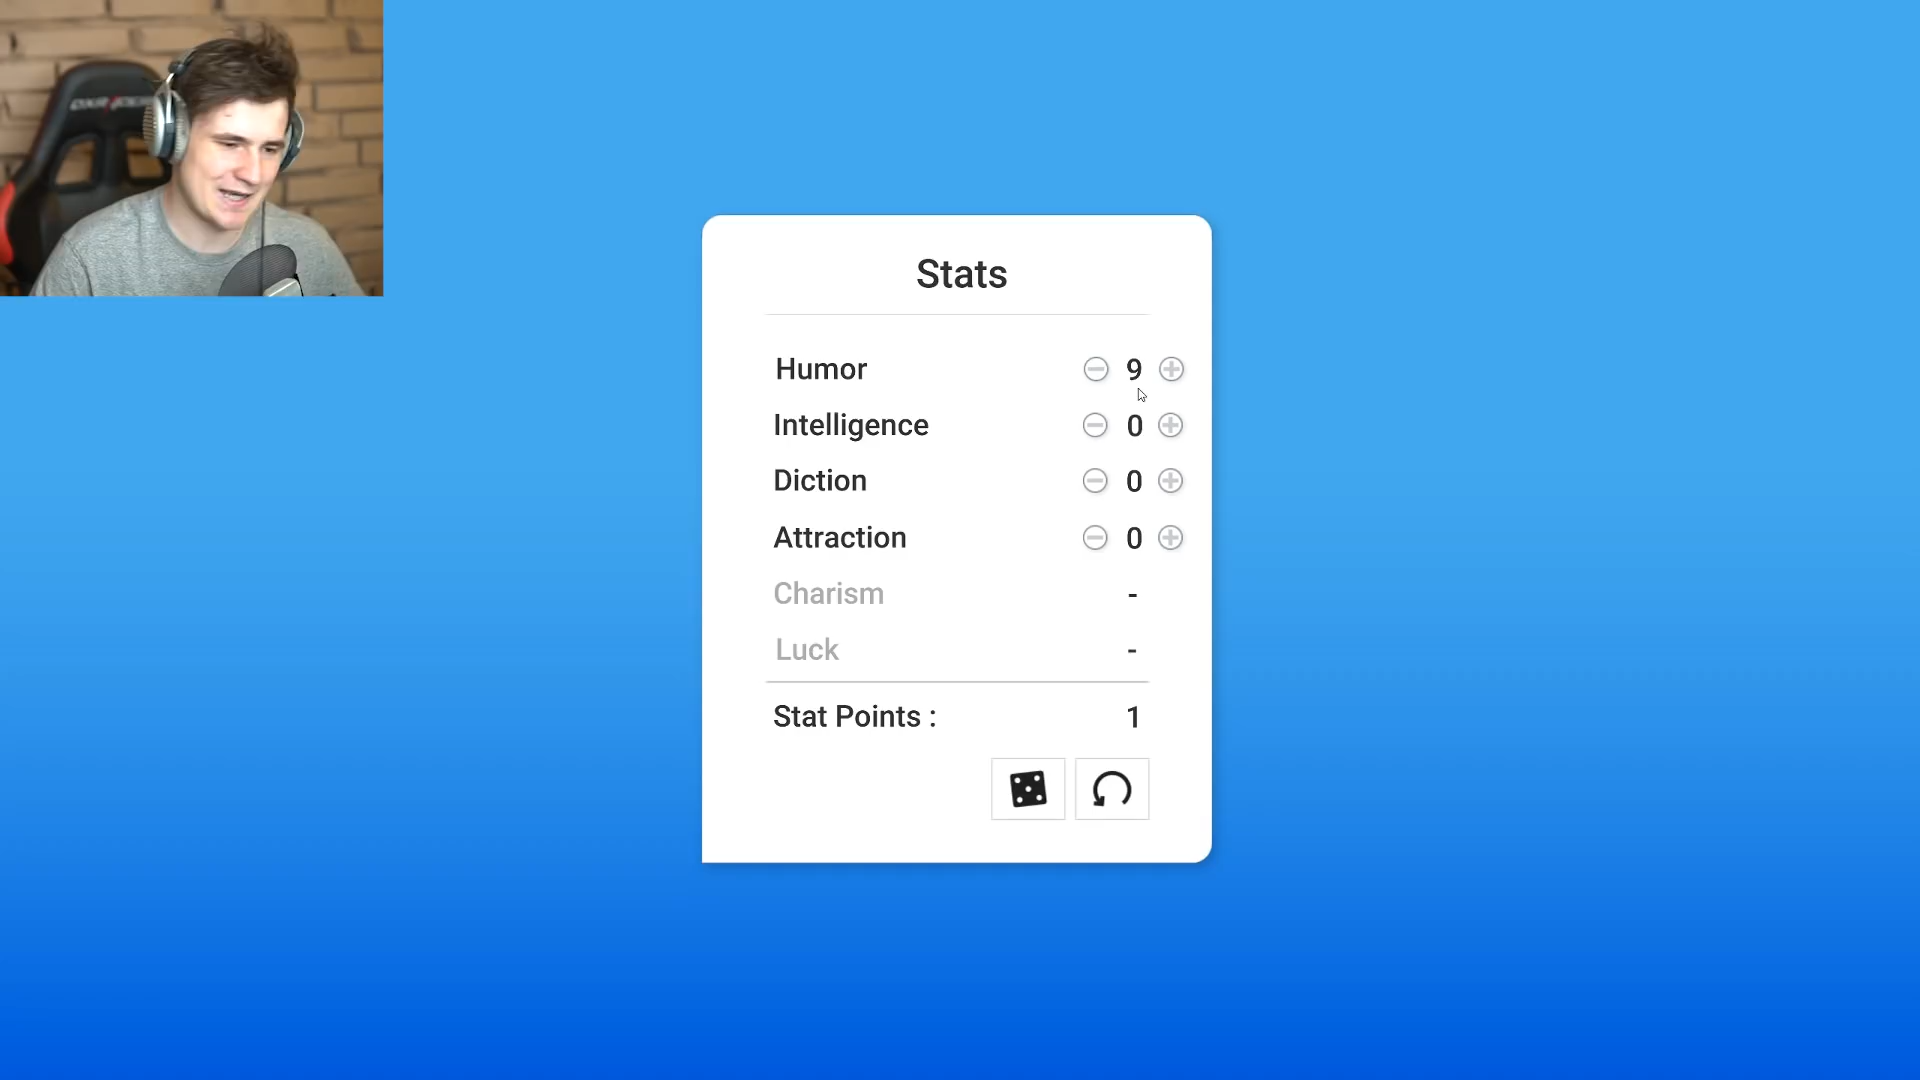 Stats
Humor 9
Intelligence 0
Diction 0
Attraction 0
Charism -
Luck -
Stat Points : 1